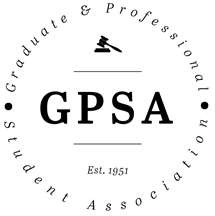 Graduate & Professional
GPSA
Est. 1951
Student Association